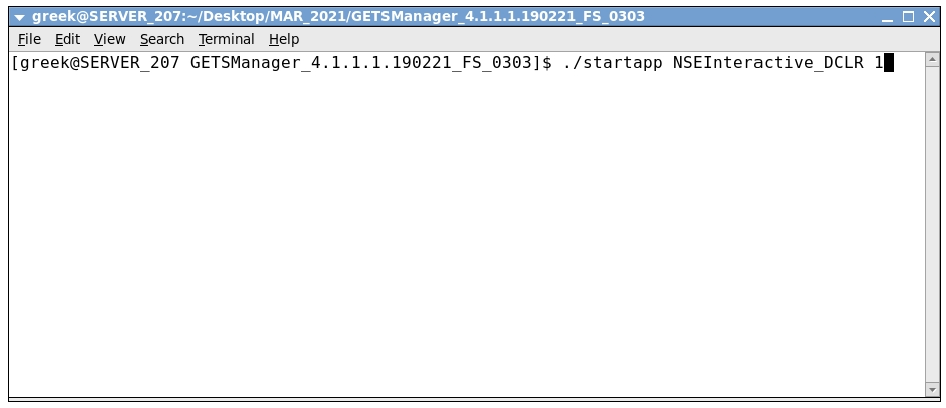 greek@SERVER_207:~/Desktop/MAR_2021/GETSManager_4.1.1.1.190221_FS_0303
File Edit View Search Terminal Help
[greek@SERVER_207 GETSManager_4.1.1.1.190221_FS_0303]$ ./startapp NSEInteractive_DCLR 1